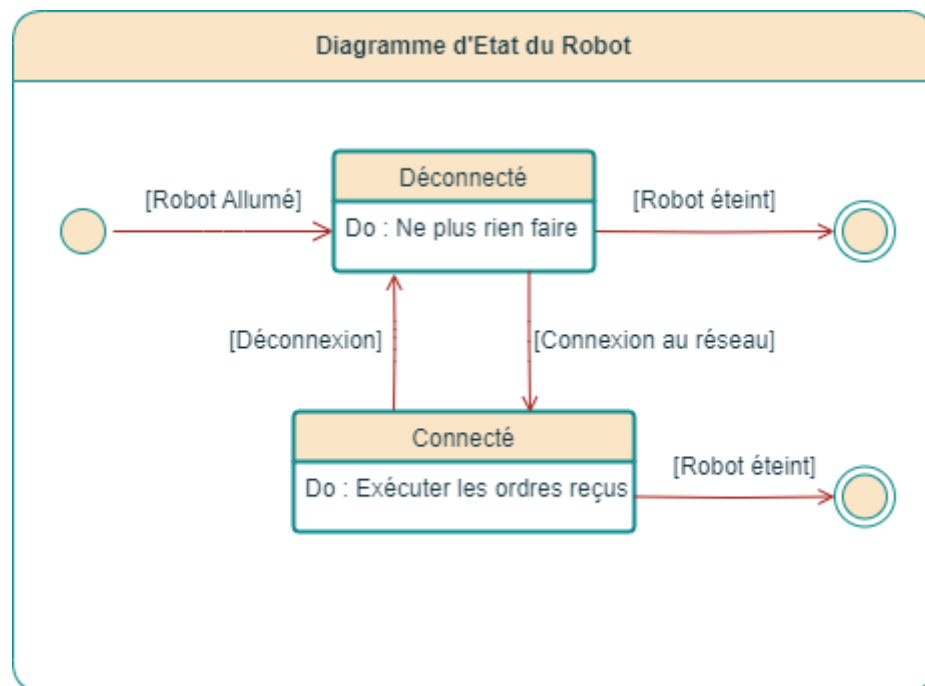 Diagramme d'Etat du Robot
Déconnecté
[Robot Allumé]
[Robot éteint]
Do : Ne plus rien faire
[Déconnexion]
[Connexion au réseau]
Connecté
[Robot éteint]
Do : Exécuter les ordres reçus